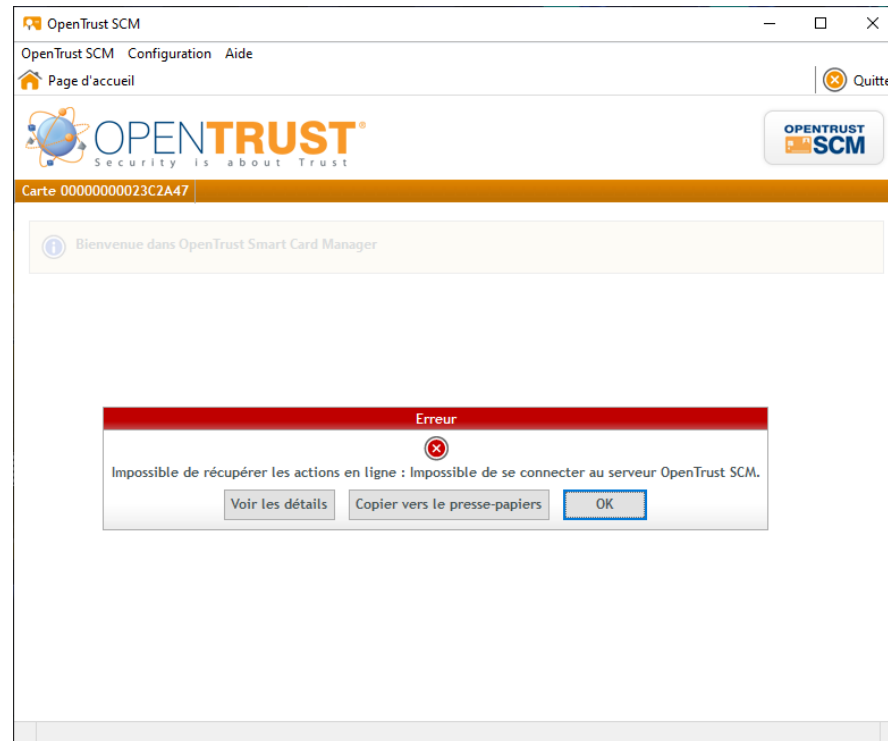 OpenTrust SCM
OpenTrust SCM Configuration Aide
Page d'accueil
Quitte
OPENTRUST®
Security is about Trust
OPENTRUST
SCM
Carte 00000000023C2A47
Bienvenue dans OpenTrust Smart Card Manager
Erreur
Impossible de récupérer les actions en ligne : Impossible de se connecter au serveur OpenTrust SCM.
Voir les détails Copier vers le presse-papiers OK